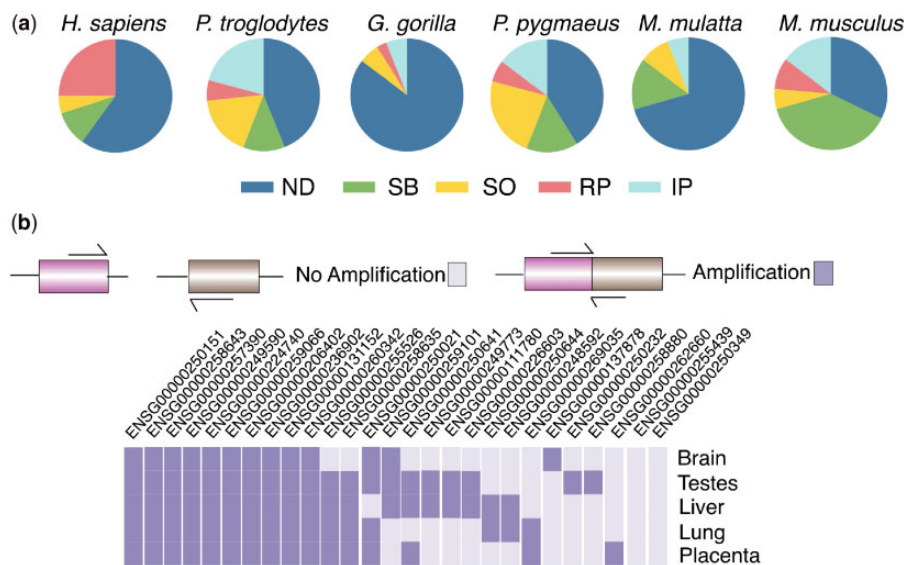 (a) H. sapiens P. troglodytes G. gorilla P. pygmaeus M. mulatta M. musculus
ND SB SO RP IP
(b)
No Amplification
Amplification
ENSG00000250151
ENSG00000258643
ENSG00000257390
ENSG00000249590
ENSG00000224740
ENSG00000259066
ENSG00000206402
ENSG00000236902
ENSG00000131152
ENSG00000260342
ENSG00000255526
ENSG00000258635
ENSG00000250021
ENSG00000259101
ENSG00000250641
ENSG00000249773
ENSG00000111780
ENSG00000226603
ENSG00000250644
ENSG00000248592
ENSG00000269035
ENSG00000137878
ENSG00000250232
ENSG00000258880
ENSG00000262660
ENSG00000255439
ENSG00000250349
Brain
Testes
Liver
Lung
Placenta